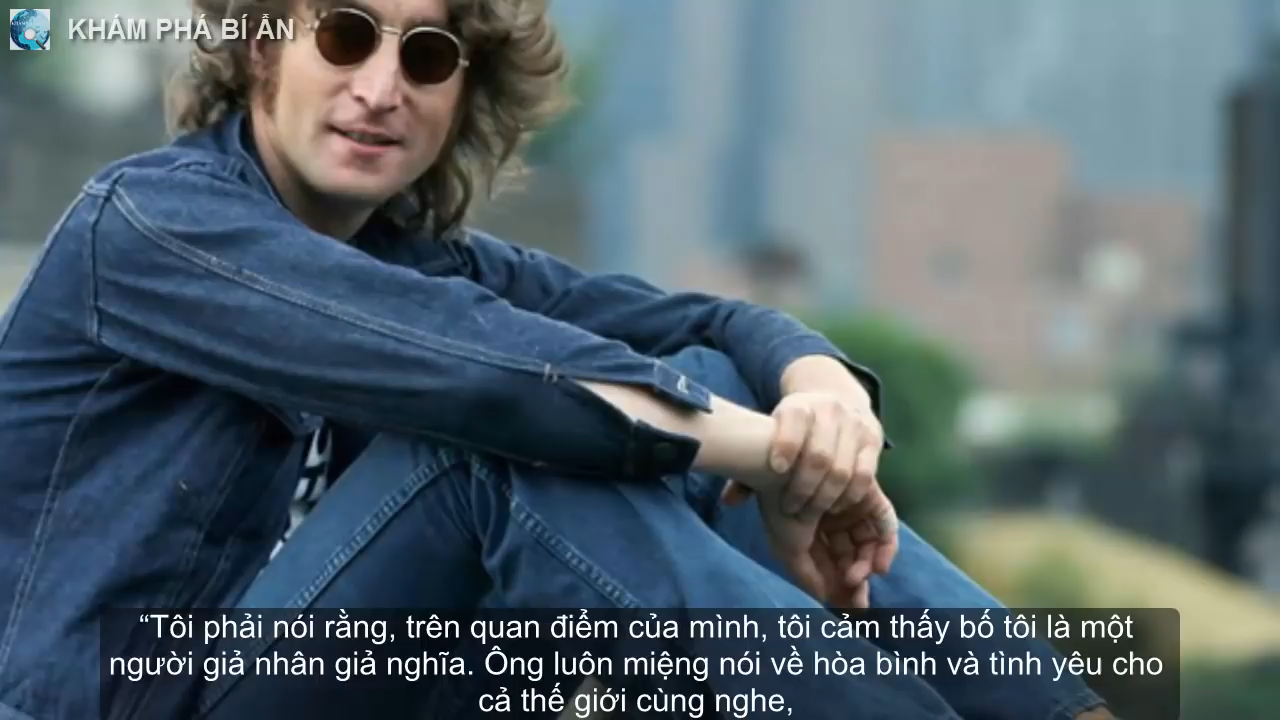 KHÁM PHÁ BÍ ẨN
“Tôi phải nói rằng, trên quan điểm của mình, tôi cảm thấy bố tôi là một
người giả nhân giả nghĩa. Ông luôn miệng nói về hòa bình và tình yêu cho
cả thế giới cùng nghe,